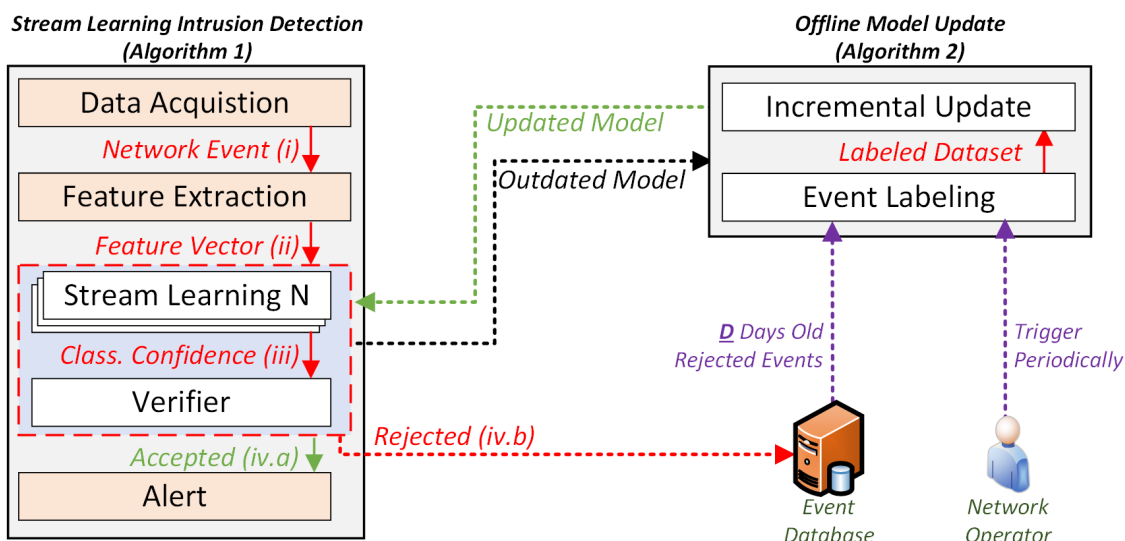 Stream Learning Intrusion Detection
(Algorithm 1)
Data Acquistion
Network Event (i)
Feature Extraction
Feature Vector (ii)
Stream Learning N
Class. Confidence (iii)
Verifier
Accepted (iv.a)
Alert
Updated Model
Outdated Model
Rejected (iv.b)
Offline Model Update
(Algorithm 2)
Incremental Update
Labeled Dataset
Event Labeling
D Days Old
Rejected Events
Trigger
Periodically
Event
Database
Network
Operator